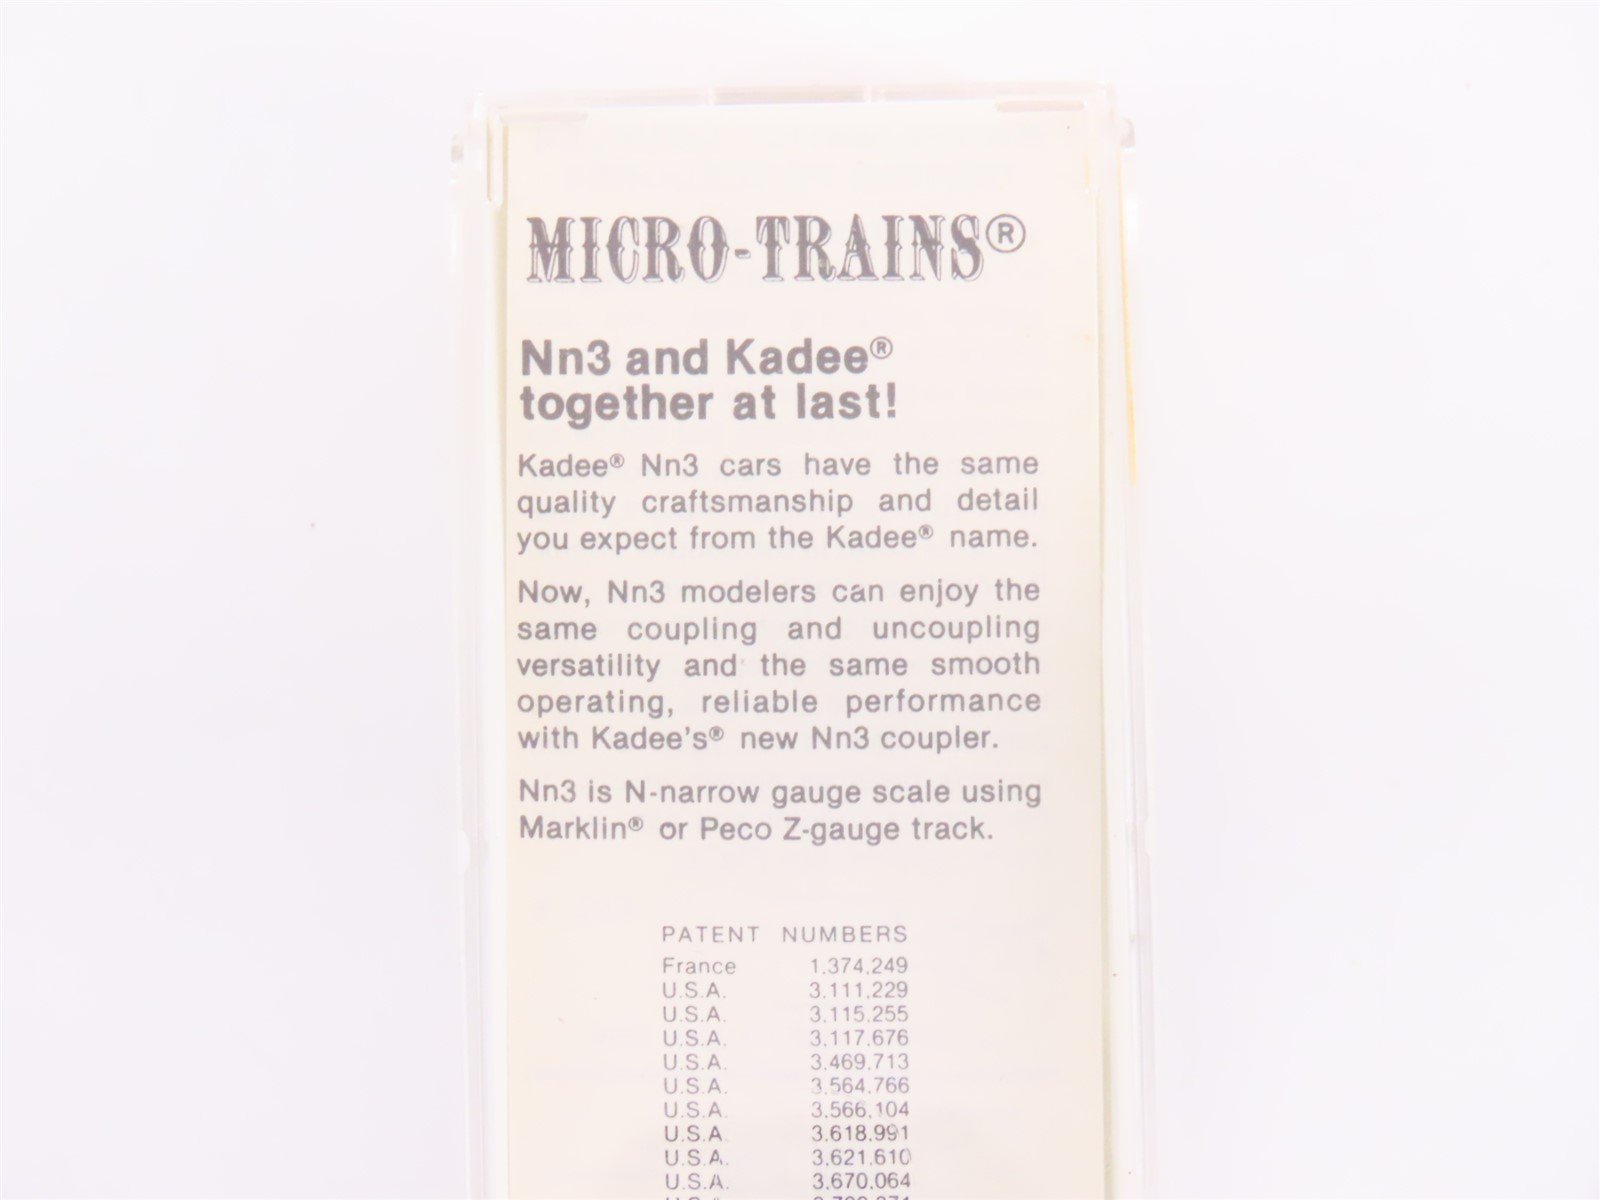 MICRO-TRAINS®
Nn3 and Kadee®
together at last!
Kadee® Nn3 cars have the same
quality craftsmanship and detail
you expect from the Kadee® name.
Now, Nn3 modelers can enjoy the
same coupling and uncoupling
versatility and the same smooth
operating, reliable performance
with Kadee's® new Nn3 coupler.
Nn3 is N-narrow gauge scale using
Marklin® or Peco Z-gauge track.
PATENT NUMBERS
France 1,374,249
U.S.A. 3,111,229
U.S.A. 3,115,255
U.S.A. 3,117,676
U.S.A. 3,469,713
U.S.A. 3,564,766
U.S.A. 3,566,104
U.S.A. 3,618,991
U.S.A. 3,621,610
U.S.A. 3,670,064